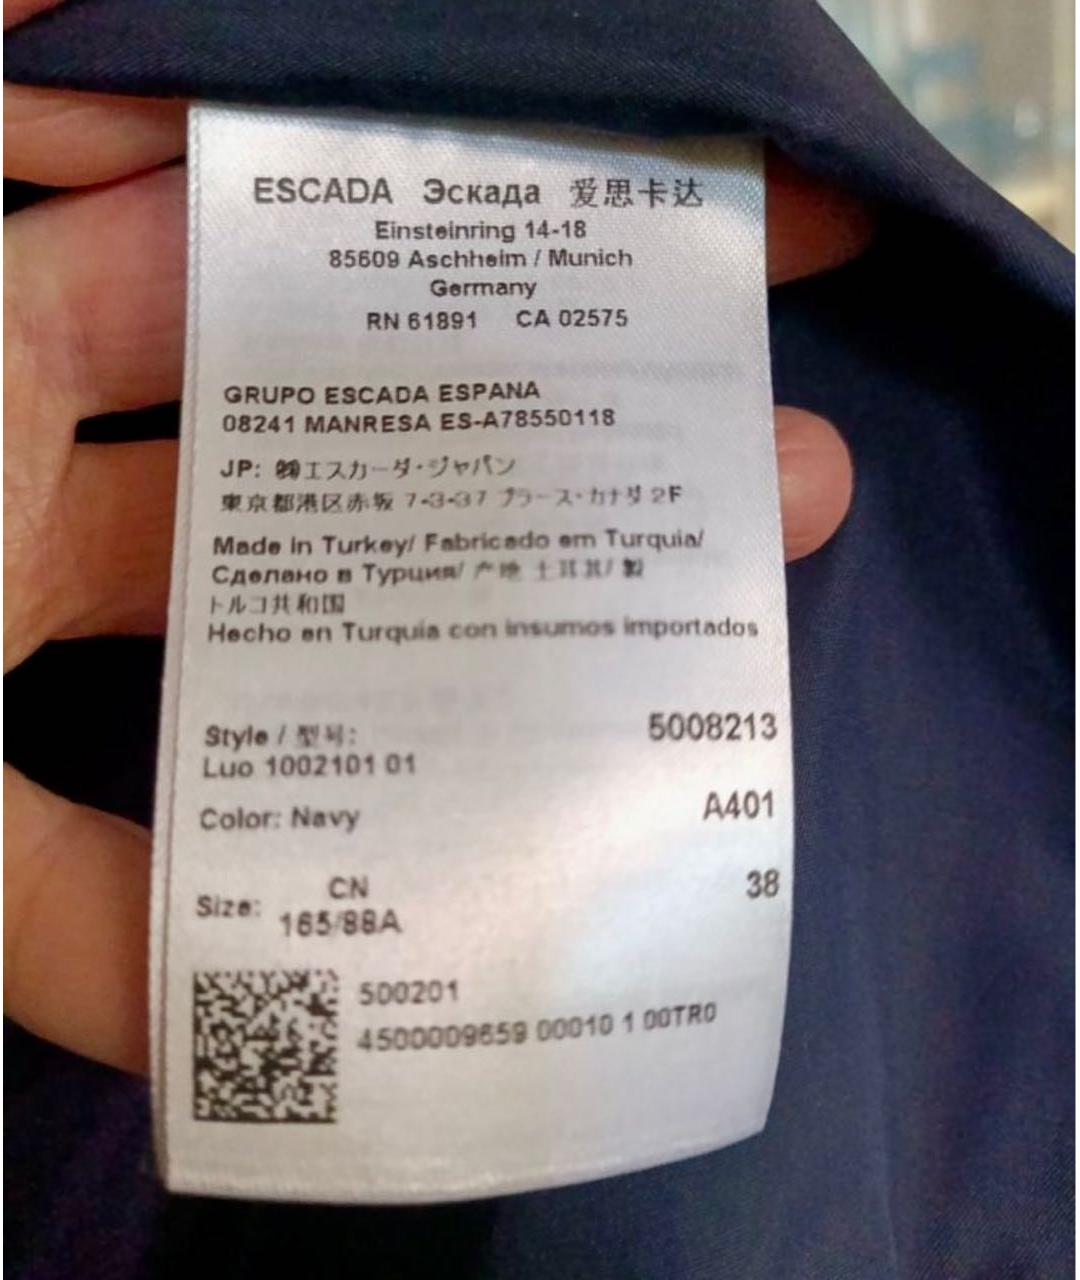 ESCADA Эскада 爱思卡达
Einsteinring 14-18
85609 Aschheim / Munich
Germany
RN 61891 CA 02575
GRUPO ESCADA ESPANA
08241 MANRESA ES-A78550118
JP: ㈱エスカーダ・ジャパン
東京都港区赤坂 7-3-37 プラース・カナダ 2F
Made in Turkey/ Fabricado em Turquia/
Сделано в Турции/ 产地 土耳其/ 製
トルコ共和国
Hecho en Turquia con insumos importados
Style / 型号: 5008213
Luo 1002101 01
Color: Navy A401
CN 38
Size: 165/88A
500201
4500009659 00010 1 00TR0